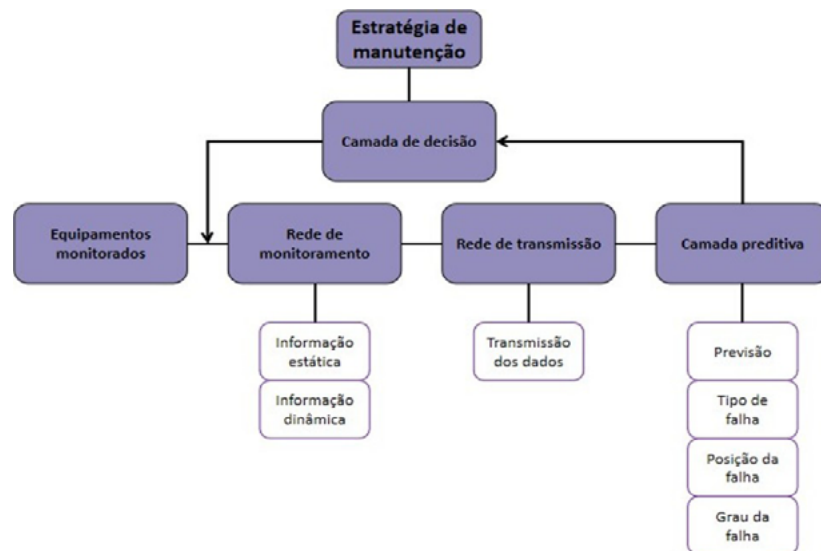 Estratégia de
manutenção
Camada de decisão
Equipamentos
monitorados
Rede de
monitoramento
Rede de transmissão
Camada preditiva
Informação
estática
Informação
dinâmica
Transmissão
dos dados
Previsão
Tipo de
falha
Posição da
falha
Grau da
falha